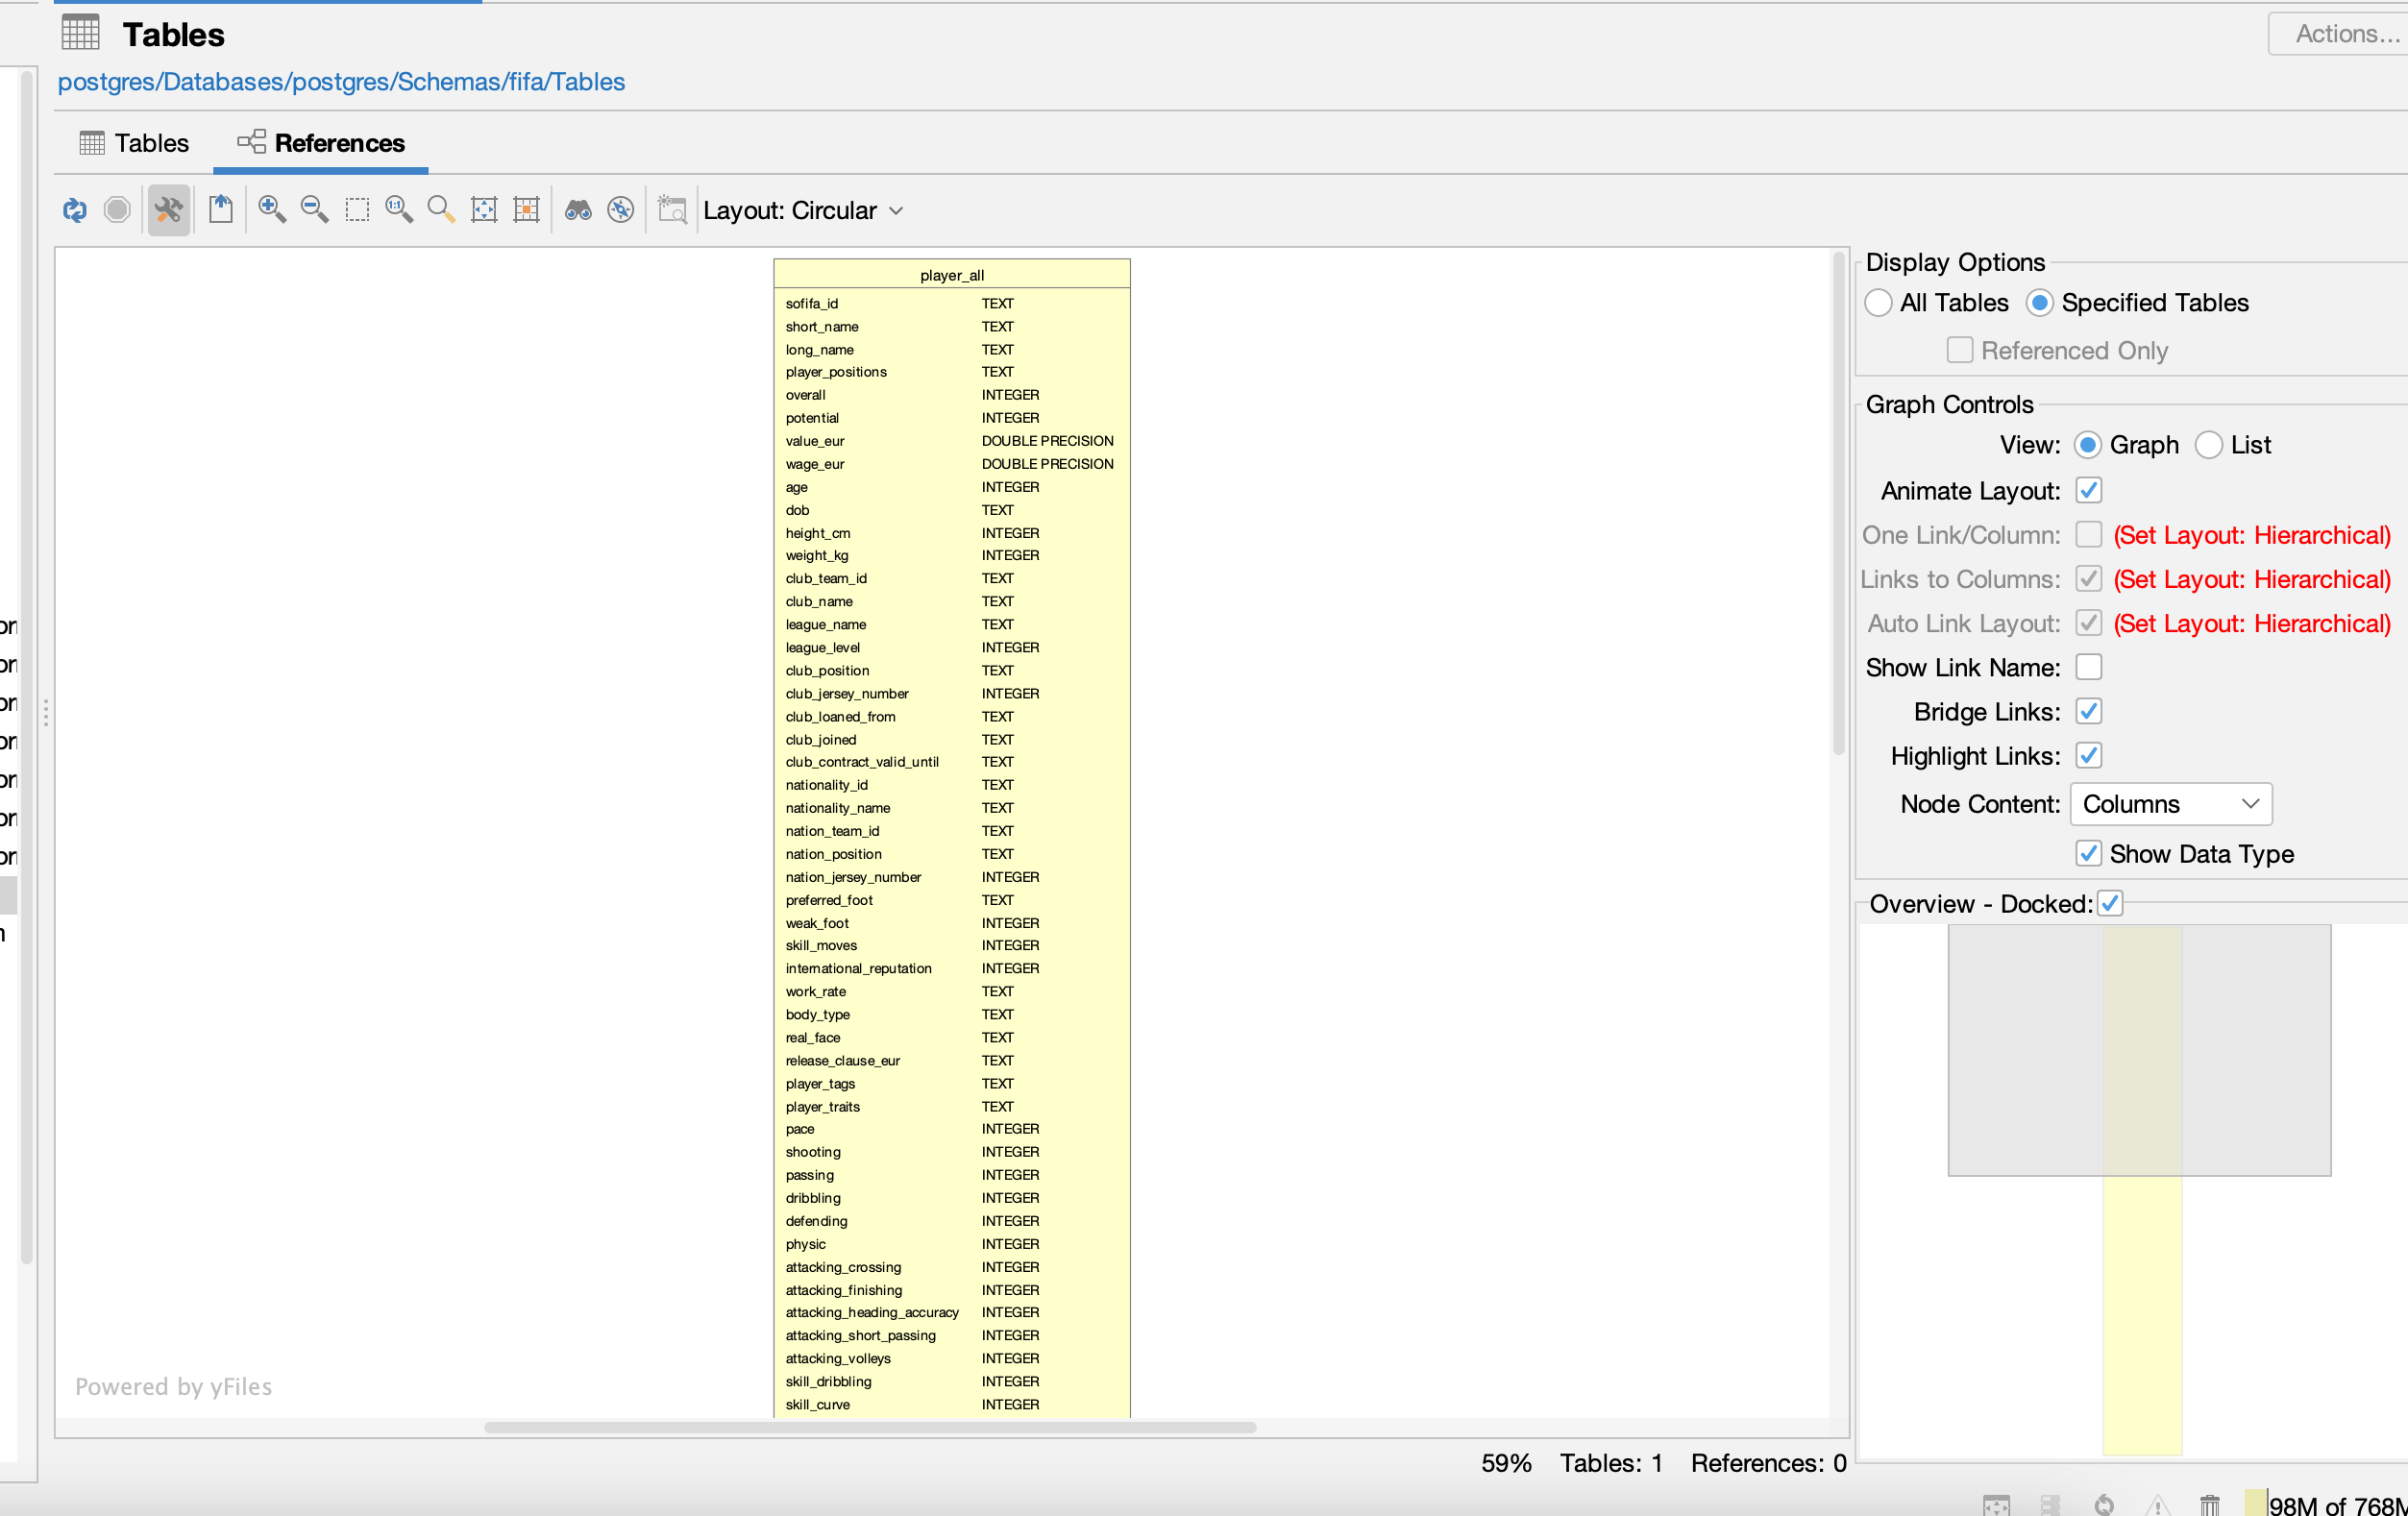 Tables
Actions...
postgres/Databases/postgres/Schemas/fifa/Tables
Tables References
Layout: Circular
player_all
sofifa_id TEXT
short_name TEXT
long_name TEXT
player_positions TEXT
overall INTEGER
potential INTEGER
value_eur DOUBLE PRECISION
wage_eur DOUBLE PRECISION
age INTEGER
dob TEXT
height_cm INTEGER
weight_kg INTEGER
club_team_id TEXT
club_name TEXT
league_name TEXT
league_level INTEGER
club_position TEXT
club_jersey_number INTEGER
club_loaned_from TEXT
club_joined TEXT
club_contract_valid_until TEXT
nationality_id TEXT
nationality_name TEXT
nation_team_id TEXT
nation_position TEXT
nation_jersey_number INTEGER
preferred_foot TEXT
weak_foot INTEGER
skill_moves INTEGER
international_reputation INTEGER
work_rate TEXT
body_type TEXT
real_face TEXT
release_clause_eur TEXT
player_tags TEXT
player_traits TEXT
pace INTEGER
shooting INTEGER
passing INTEGER
dribbling INTEGER
defending INTEGER
physic INTEGER
attacking_crossing INTEGER
attacking_finishing INTEGER
attacking_heading_accuracy INTEGER
attacking_short_passing INTEGER
attacking_volleys INTEGER
skill_dribbling INTEGER
skill_curve INTEGER
Powered by yFiles
59% Tables: 1 References: 0
Display Options
All Tables Specified Tables
Referenced Only
Graph Controls
View: Graph List
Animate Layout:
One Link/Column: (Set Layout: Hierarchical)
Links to Columns: (Set Layout: Hierarchical)
Auto Link Layout: (Set Layout: Hierarchical)
Show Link Name:
Bridge Links:
Highlight Links:
Node Content: Columns
Show Data Type
Overview - Docked:
98M of 768M